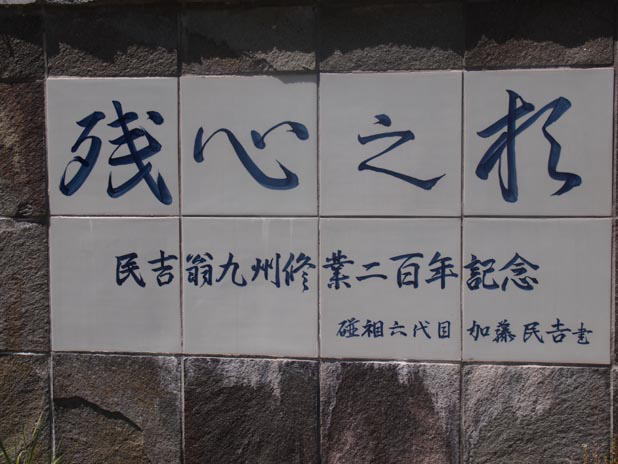 残心之杦
民吉翁九州修業二百年記念
磁祖六代目 加藤民吉書